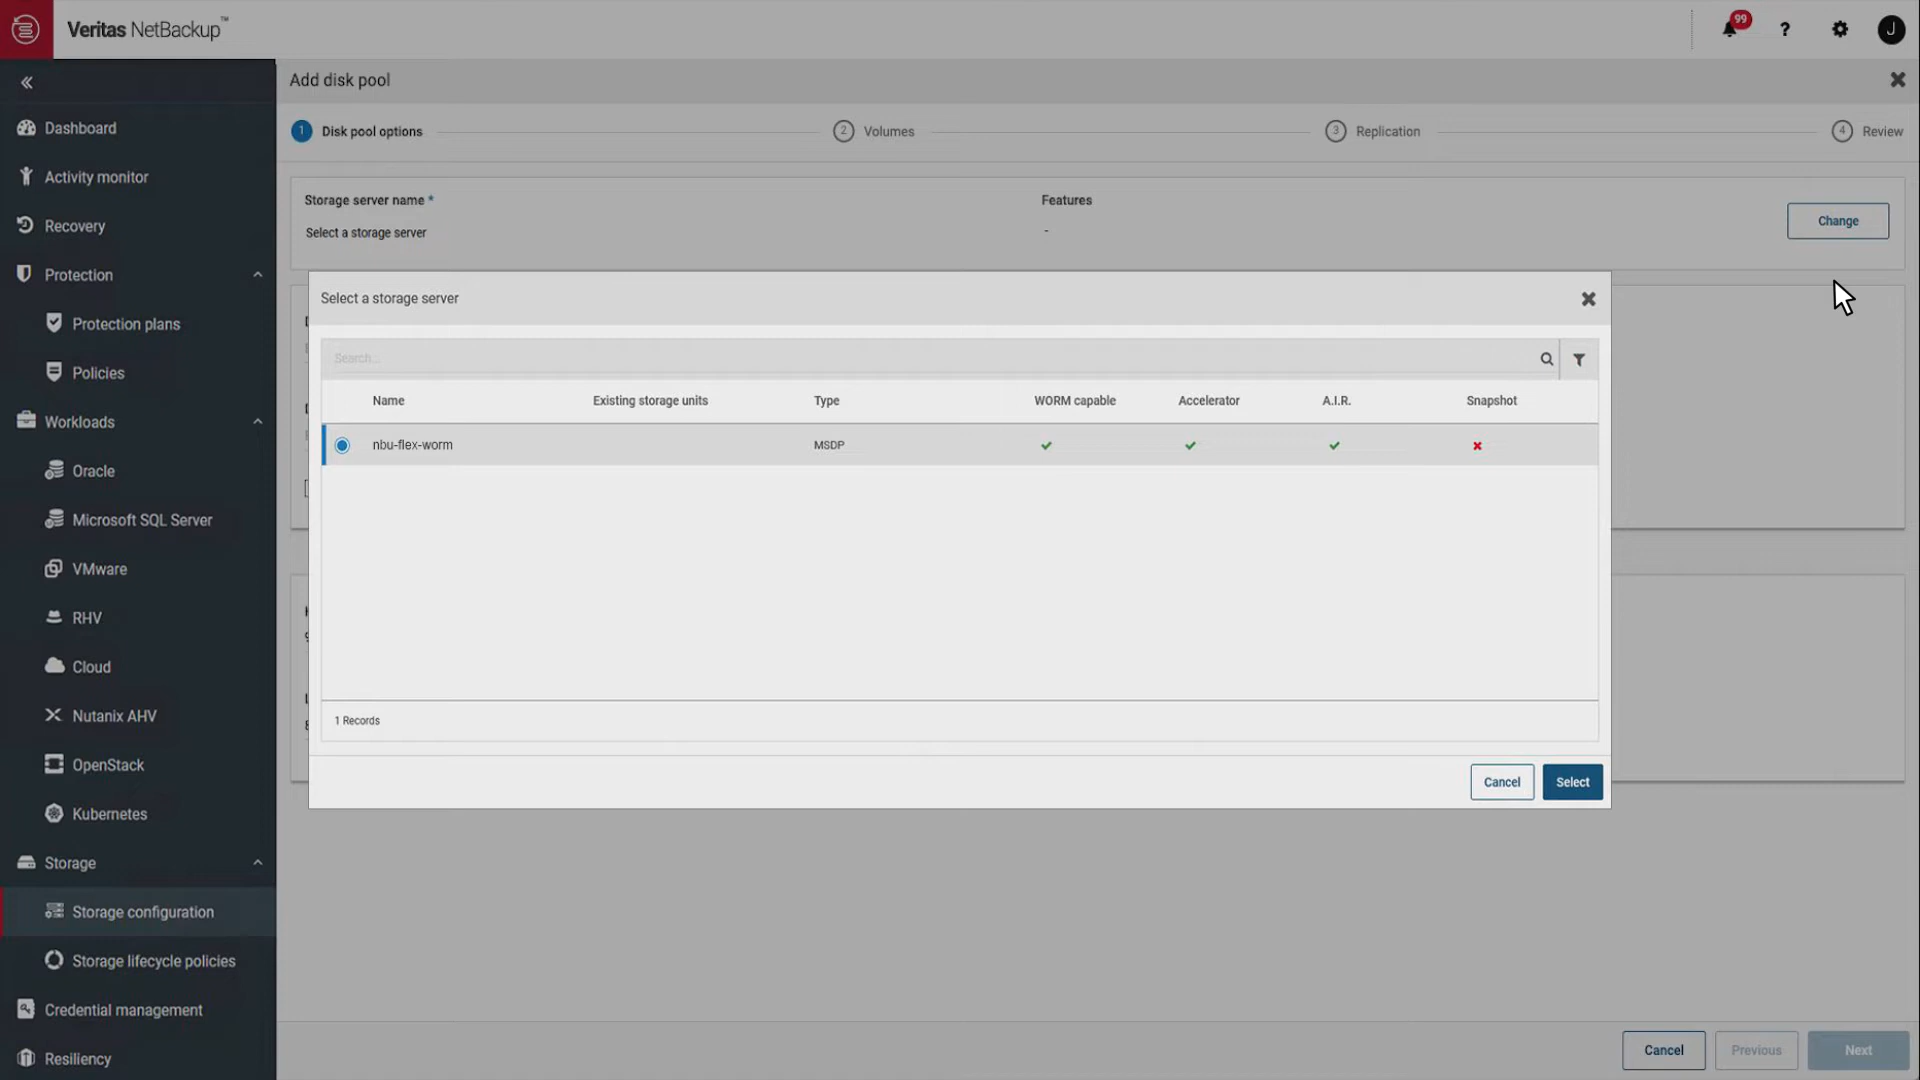 Veritas NetBackup™
99
?
J
Add disk pool
Dashboard
Activity monitor
Recovery
Protection
Protection plans
Policies
Workloads
Oracle
Microsoft SQL Server
VMware
RHV
Cloud
Nutanix AHV
OpenStack
Kubernetes
Storage
Storage configuration
Storage lifecycle policies
Credential management
Resiliency
1 Disk pool options
2 Volumes
3 Replication
4 Review
Storage server name *
Features
Select a storage server
-
Change
Select a storage server
Search...
Name Existing storage units Type WORM capable Accelerator A.I.R. Snapshot
nbu-flex-worm MSDP
1 Records
Cancel Select
Cancel Previous Next